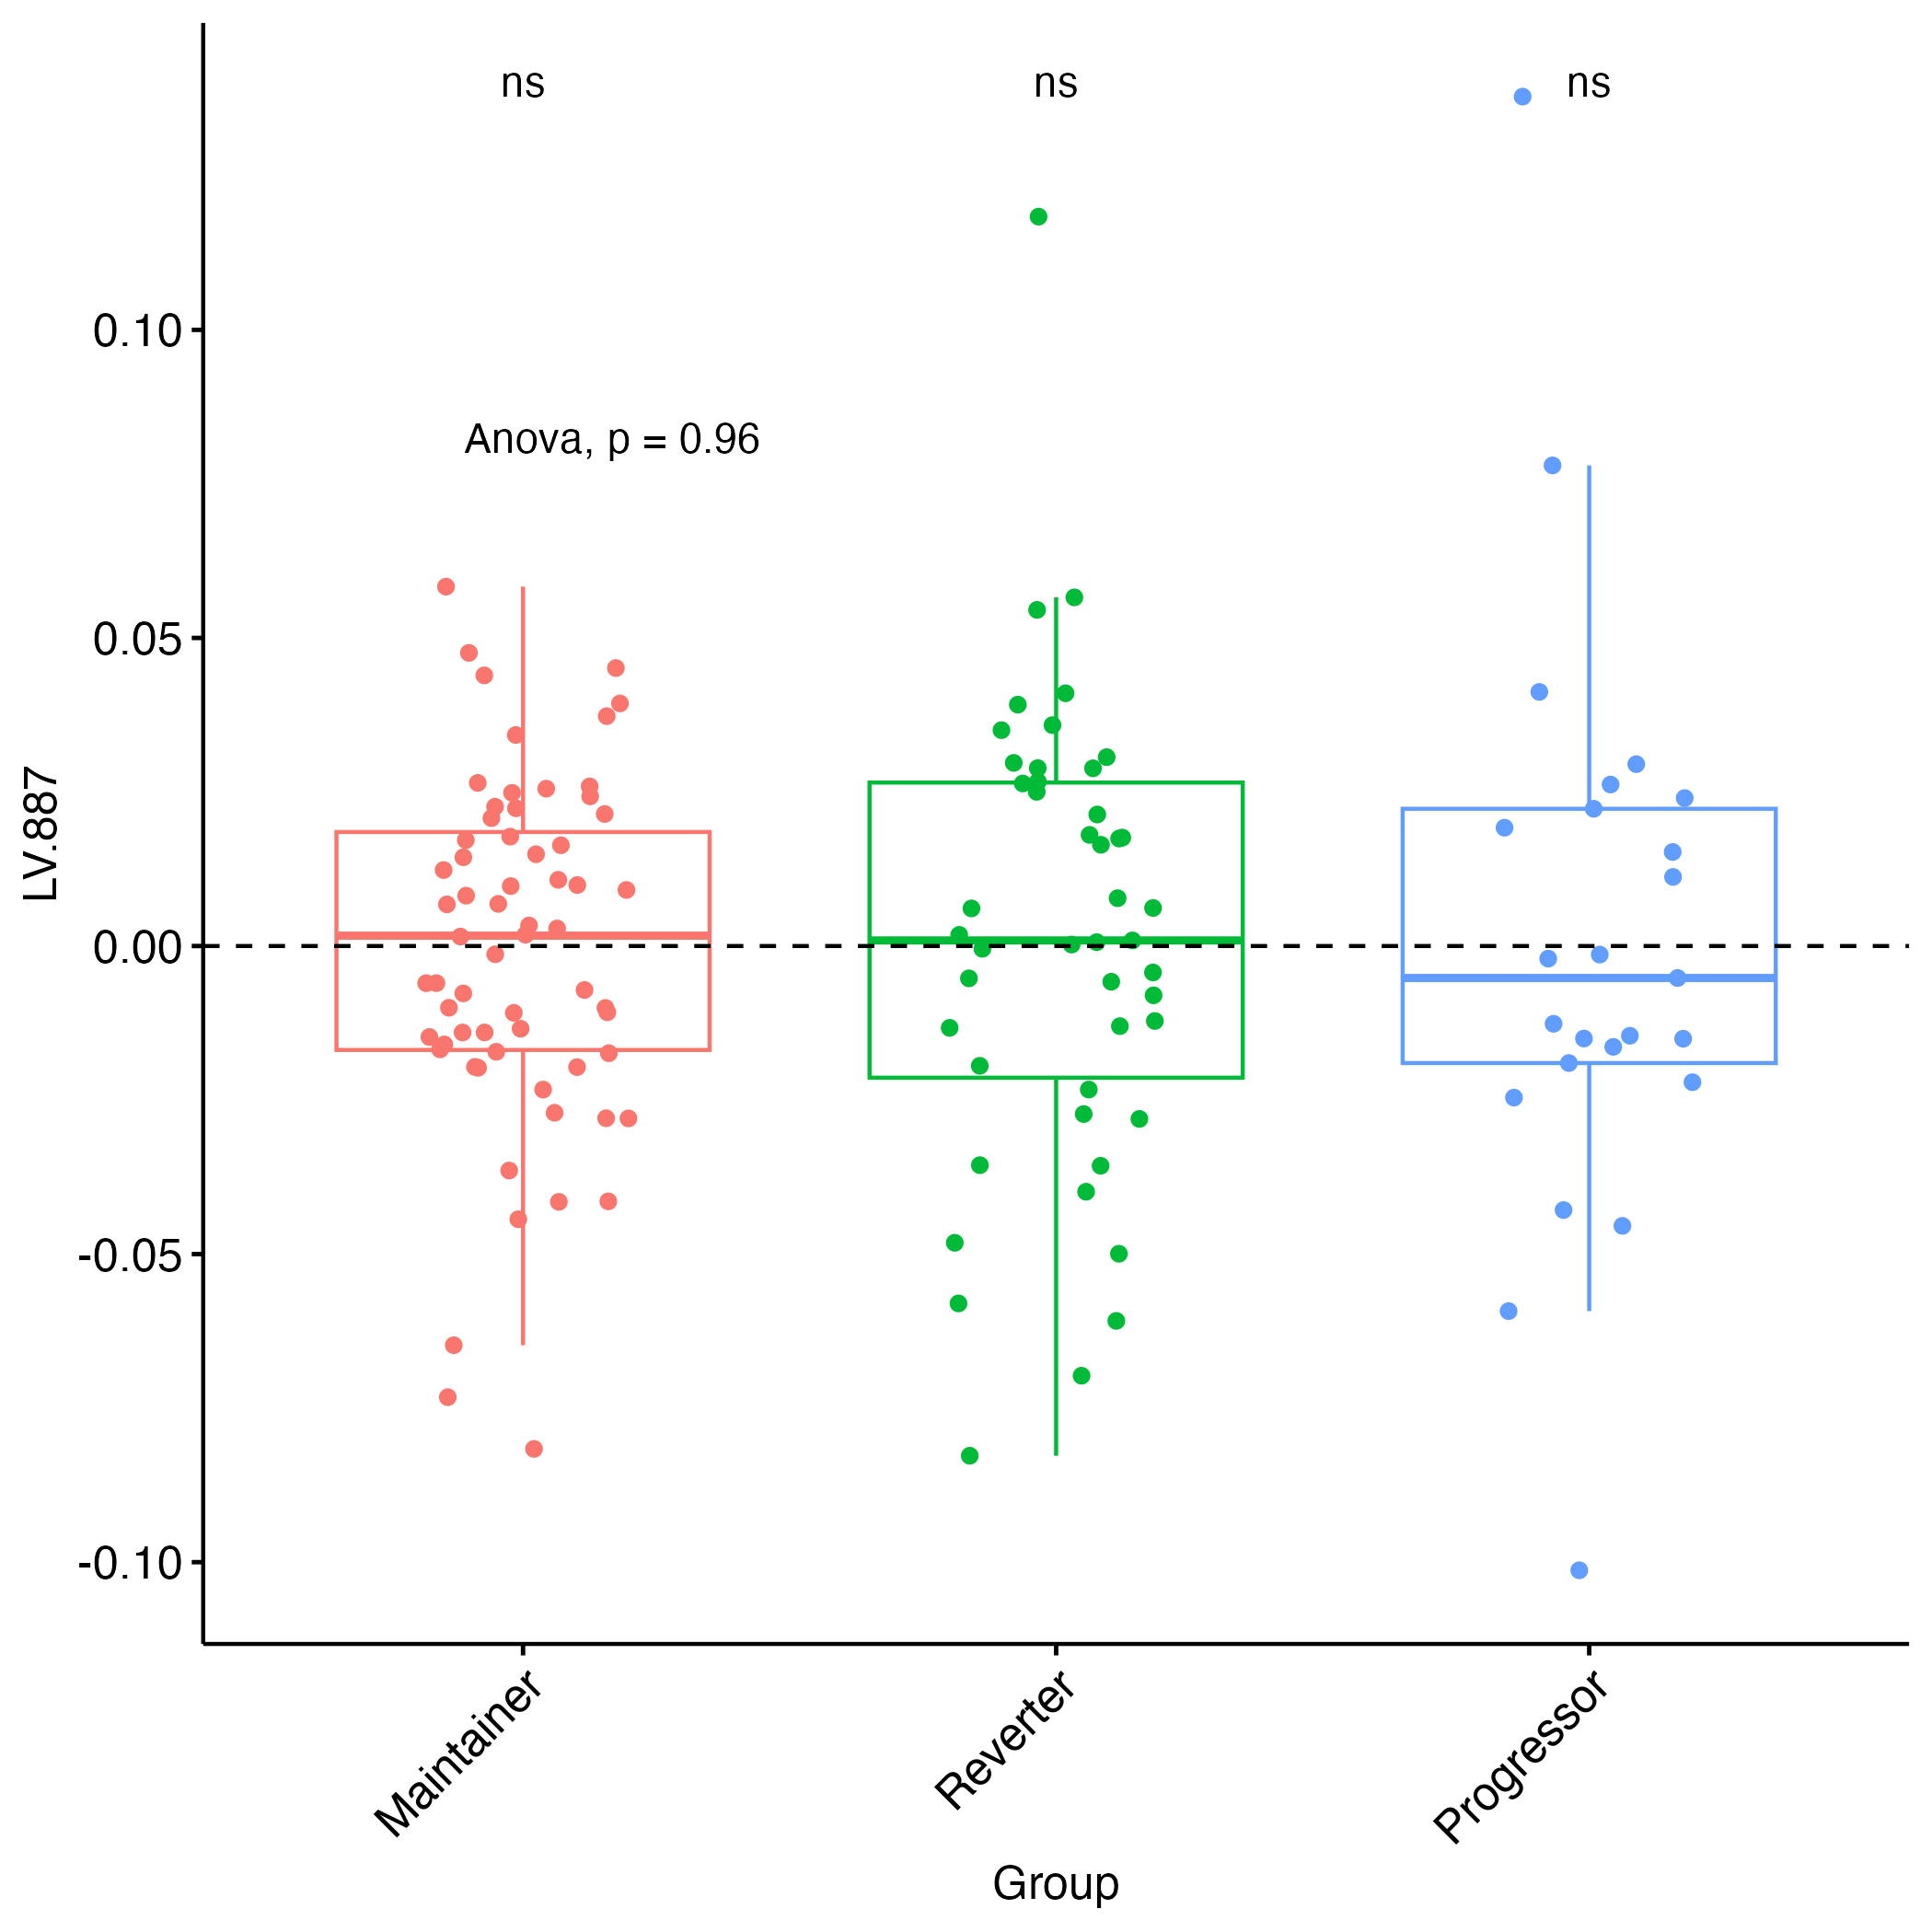 ns ns ns
0.10
Anova, p = 0.96
0.05
LV.887
0.00
-0.05
-0.10
Maintainer Reverter Progressor
Group